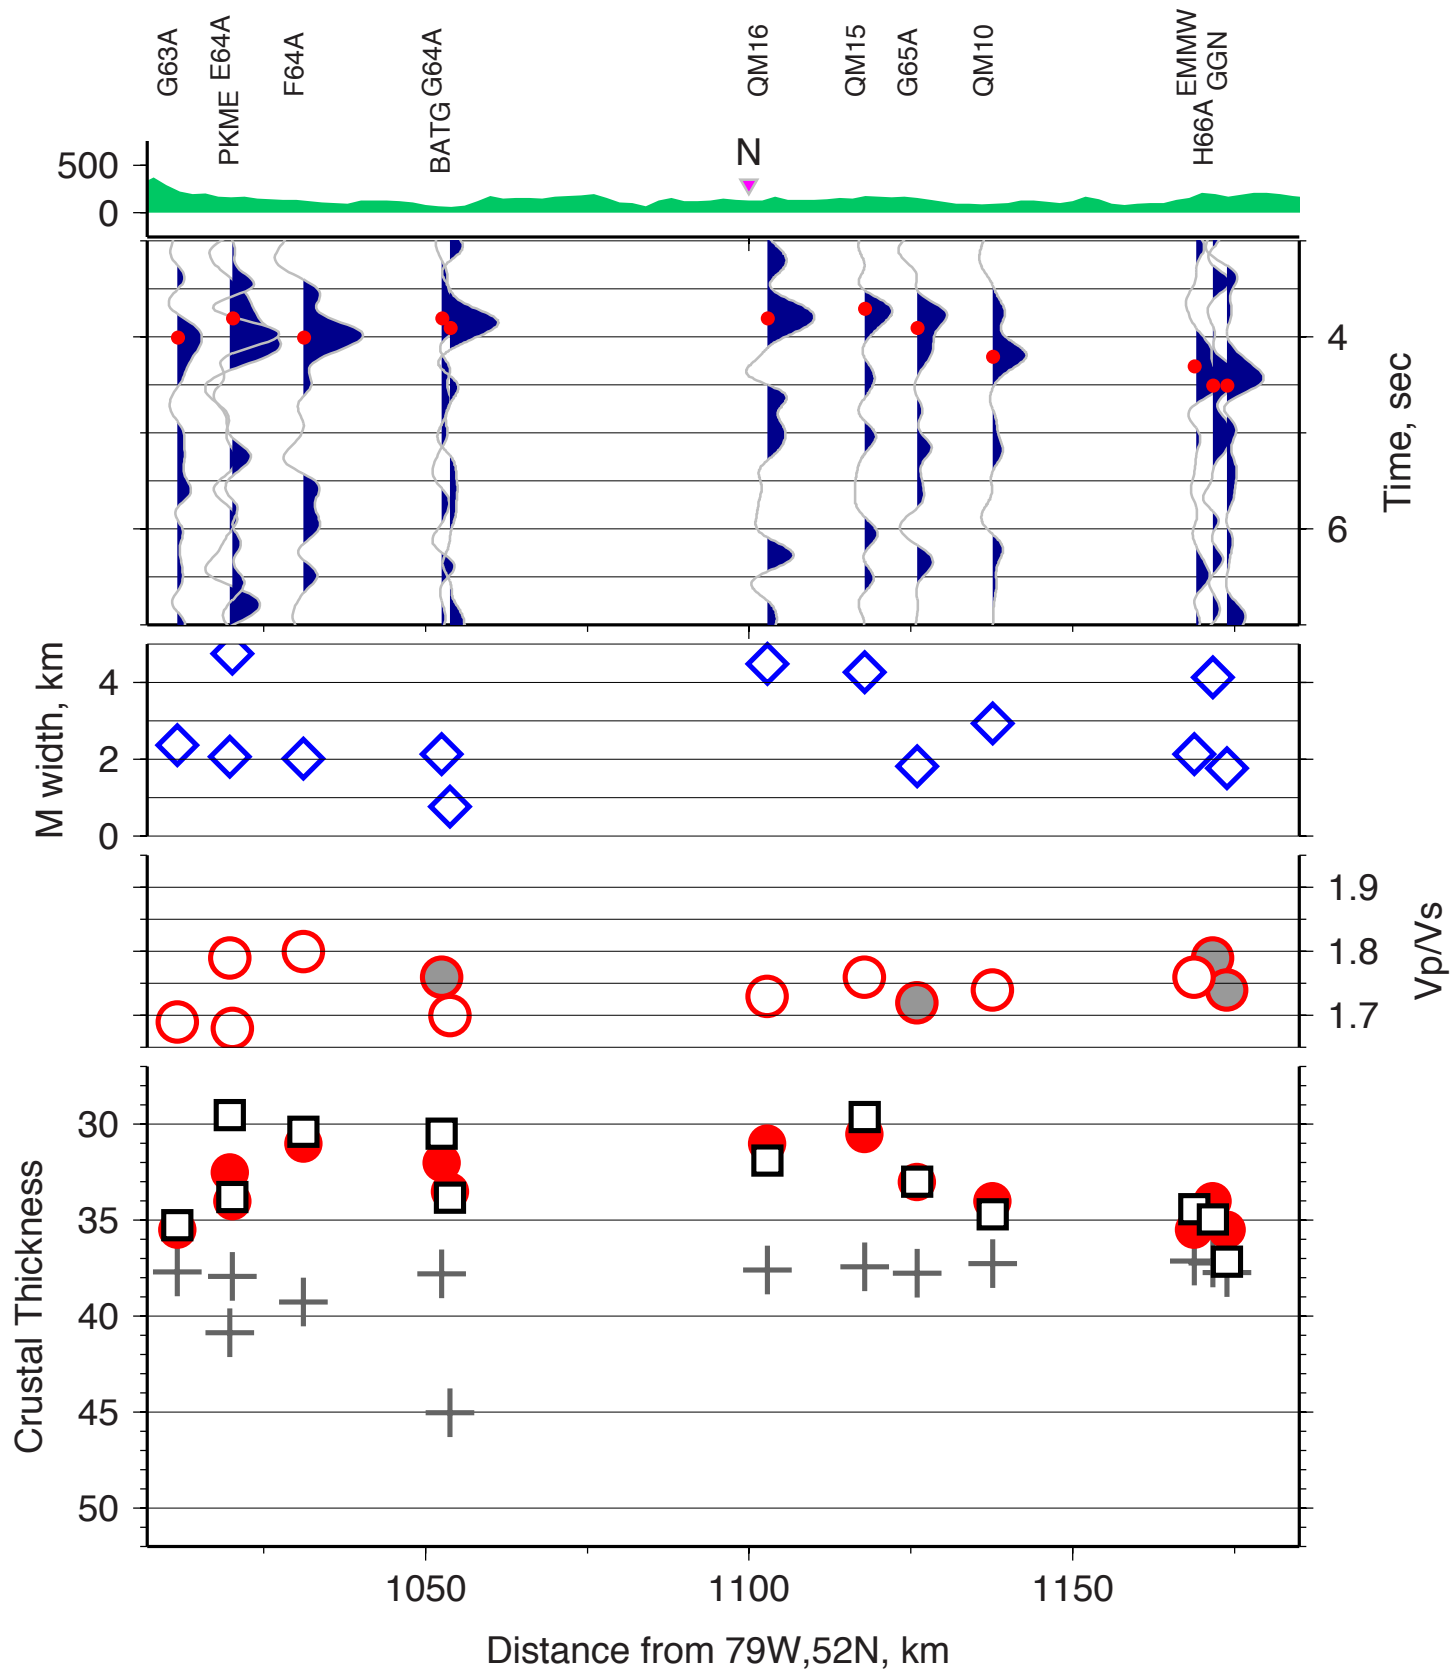 G63A
E64A
PKME
F64A
G64A
BATG
QM16
QM15
G65A
QM10
EMMW
GGN
H66A
N
500
0
4
6
Time, sec
M width, km
4
2
0
1.9
1.8
1.7
Vp/Vs
Crustal Thickness
30
35
40
45
50
1050 1100 1150
Distance from 79W,52N, km